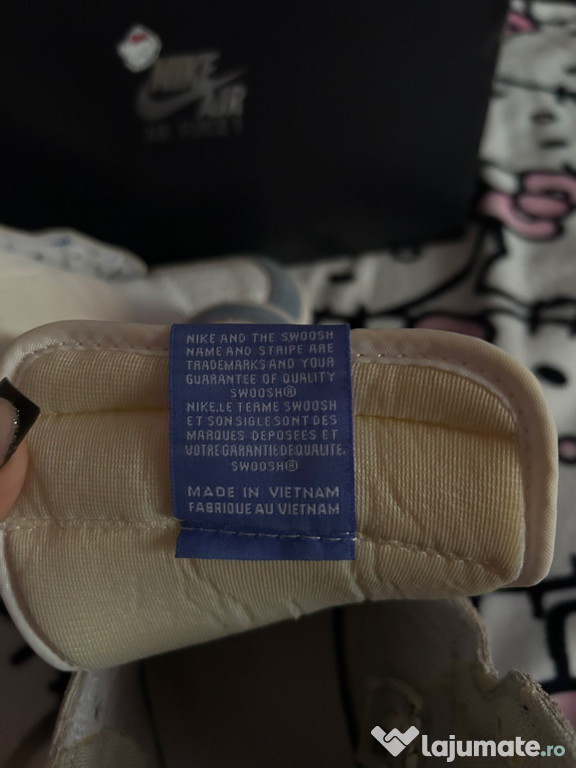 NIKE
AIR
NIKE AND THE SWOOSH
NAME AND STRIPE ARE
TRADEMARKS AND YOUR
GUARANTEE OF QUALITY
SWOOSH®
NIKE.LE TERME SWOOSH
ET SON SIGLE SONT DES
MARQUES DEPOSEES ET
VOTRE GARANTIE DE QUALITE.
SWOOSH®
MADE IN VIETNAM
FABRIQUE AU VIETNAM
lajumate.ro